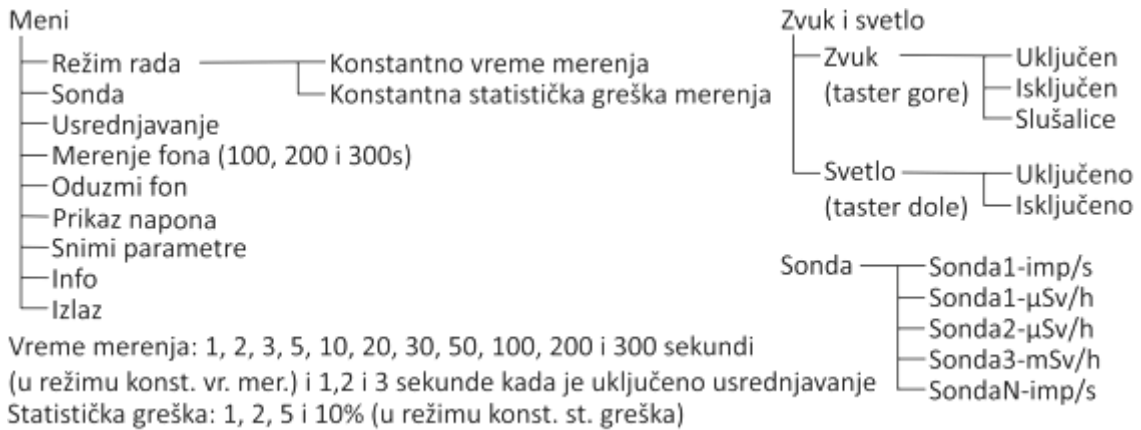 Meni
Režim rada
Konstantno vreme merenja
Konstantna statistička greška merenja
Sonda
Usrednjavanje
Merenje fona (100, 200 i 300s)
Oduzmi fon
Prikaz napona
Snimi parametre
Info
Izlaz
Zvuk i svetlo
Zvuk
(taster gore)
Uključen
Isključen
Slušalice
Svetlo
(taster dole)
Uključeno
Isključeno
Sonda
Sonda1-imp/s
Sonda1-µSv/h
Sonda2-µSv/h
Sonda3-mSv/h
SondaN-imp/s
Vreme merenja: 1, 2, 3, 5, 10, 20, 30, 50, 100, 200 i 300 sekundi
(u režimu konst. vr. mer.) i 1,2 i 3 sekunde kada je uključeno usrednjavanje
Statistička greška: 1, 2, 5 i 10% (u režimu konst. st. greška)